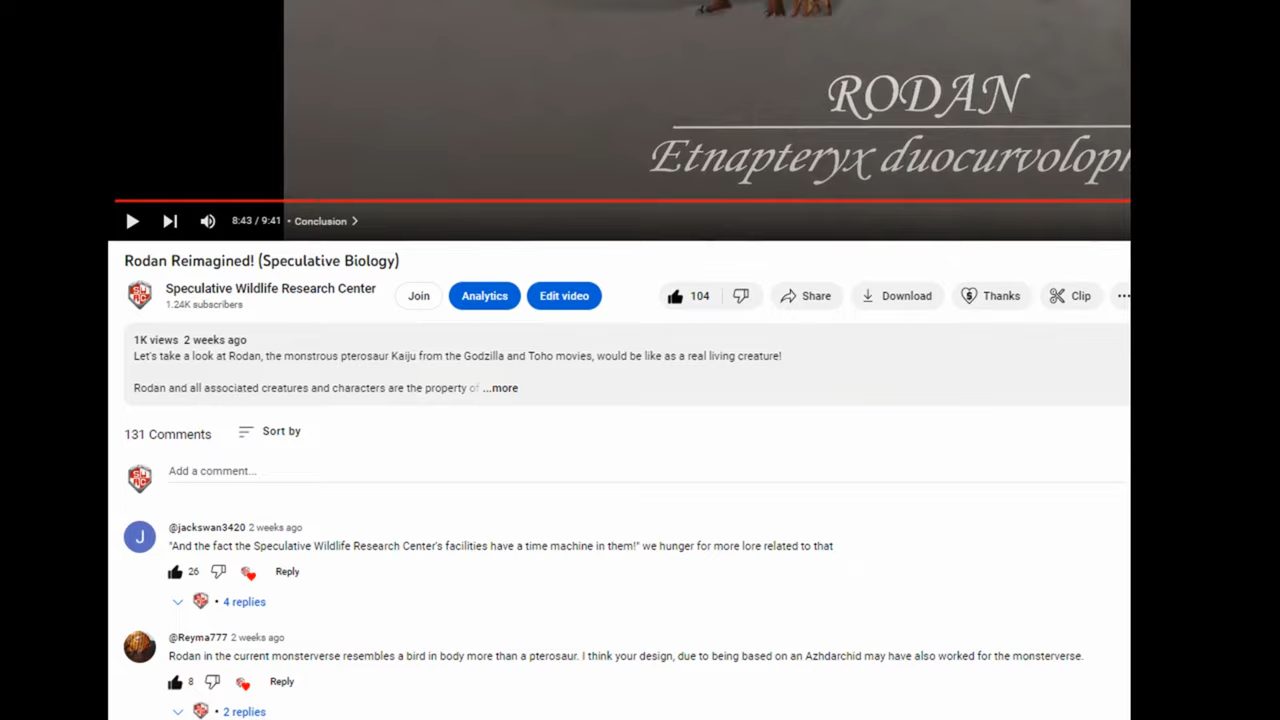 RODAN
Etnapteryx duocurvoloph
8:43 / 9:41 • Conclusion
Rodan Reimagined! (Speculative Biology)
Speculative Wildlife Research Center
1.24K subscribers
Join
Analytics
Edit video
104
Share
Download
Thanks
Clip
1K views 2 weeks ago
Let's take a look at Rodan, the monstrous pterosaur Kaiju from the Godzilla and Toho movies, would be like as a real living creature!
Rodan and all associated creatures and characters are the property of ...more
131 Comments
Sort by
Add a comment...
J
@jackswan3420 2 weeks ago
"And the fact the Speculative Wildlife Research Center's facilities have a time machine in them!" we hunger for more lore related to that
26
Reply
• 4 replies
@Reyma777 2 weeks ago
Rodan in the current monsterverse resembles a bird in body more than a pterosaur. I think your design, due to being based on an Azhdarchid may have also worked for the monsterverse.
8
Reply
• 2 replies